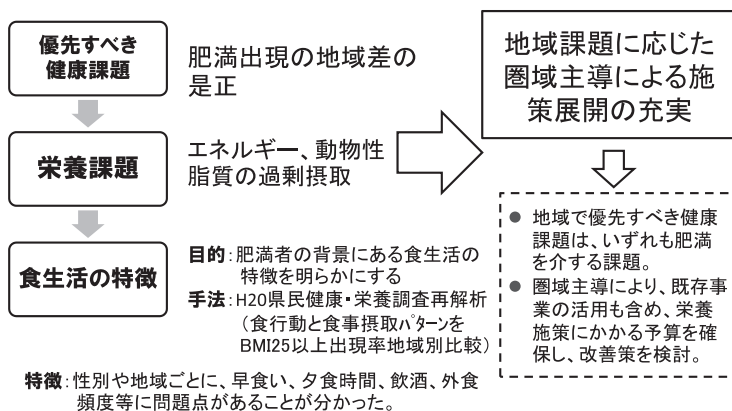 優先すべき
健康課題
肥満出現の地域差の
是正
栄養課題
エネルギー、動物性
脂質の過剰摂取
食生活の特徴
目的：肥満者の背景にある食生活の
特徴を明らかにする
手法：H20県民健康・栄養調査再解析
（食行動と食事摂取ﾊﾟﾀｰﾝを
BMI25以上出現率地域別比較）
特徴：性別や地域ごとに、早食い、夕食時間、飲酒、外食
頻度等に問題点があることが分かった。
地域課題に応じた
圏域主導による施
策展開の充実
● 地域で優先すべき健康
課題は、いずれも肥満
を介する課題。
● 圏域主導により、既存事
業の活用も含め、栄養
施策にかかる予算を確
保し、改善策を検討。